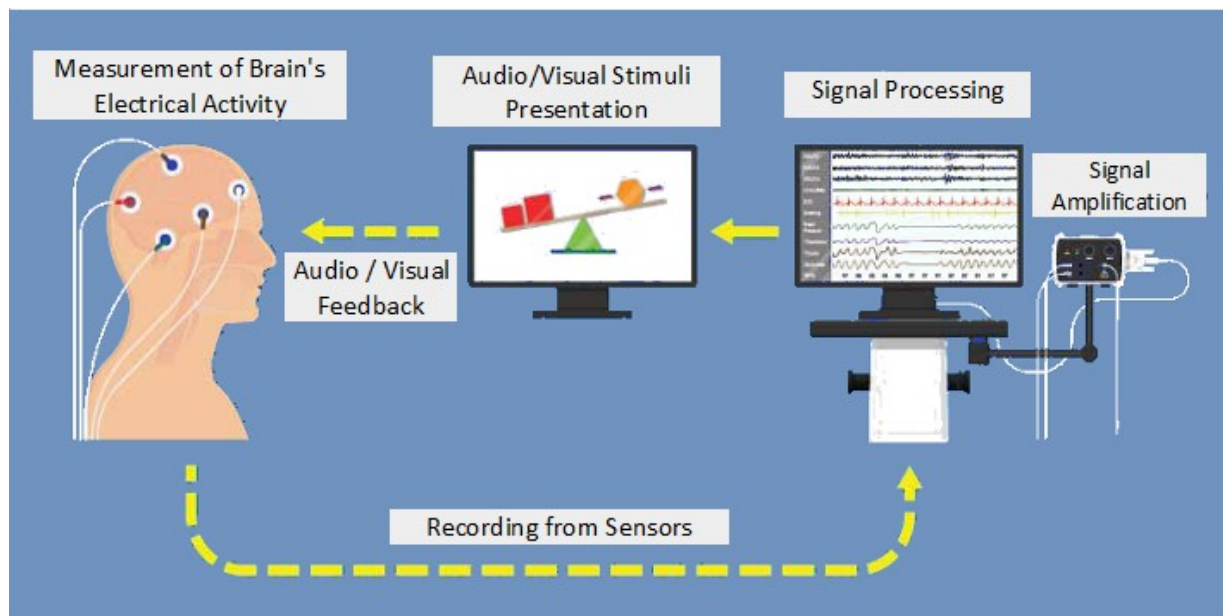 Measurement of Brain's
Electrical Activity
Audio/Visual Stimuli
Presentation
Signal Processing
Signal
Amplification
Audio / Visual
Feedback
Recording from Sensors